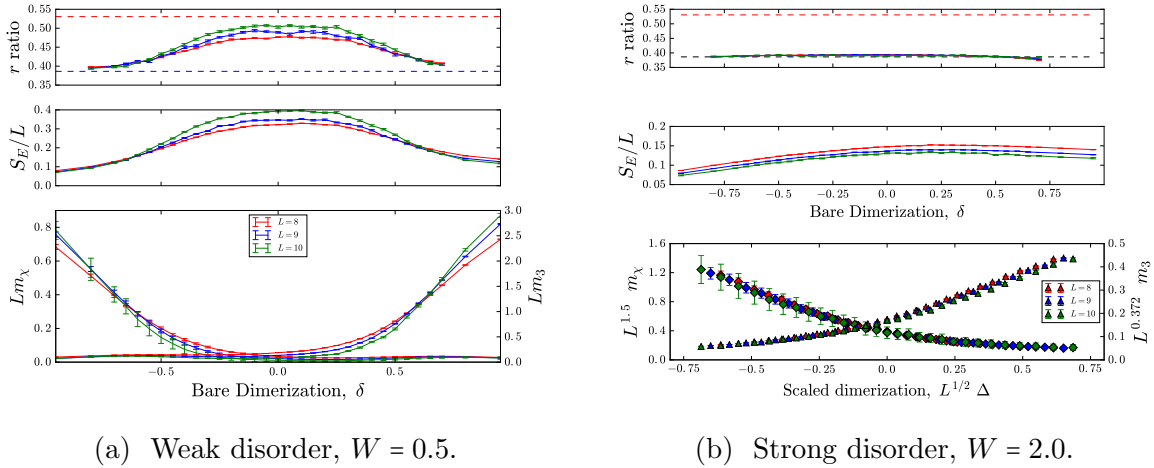 r ratio
0.55
0.50
0.45
0.40
0.35
S_E/L
0.4
0.3
0.2
0.1
0.0
Lm_χ
0.8
0.6
0.4
0.2
0.0
L = 8
L = 9
L = 10
3.0
2.5
2.0
1.5
1.0
0.5
0.0
Lm_3
−0.5 0.0 0.5
Bare Dimerization, δ
(a) Weak disorder, W = 0.5.
r ratio
0.55
0.50
0.45
0.40
0.35
S_E/L
0.2
0.15
0.1
0.05
−0.75 −0.5 −0.25 0.0 0.25 0.5 0.75
Bare Dimerization, δ
L^1.5 m_χ
1.6
1.2
0.8
0.4
0.0
L = 8
L = 9
L = 10
0.5
0.4
0.3
0.2
0.1
0.0
L^0.372 m_3
−0.75 −0.5 −0.25 0.0 0.25 0.5 0.75
Scaled dimerization, L^1/2 Δ
(b) Strong disorder, W = 2.0.